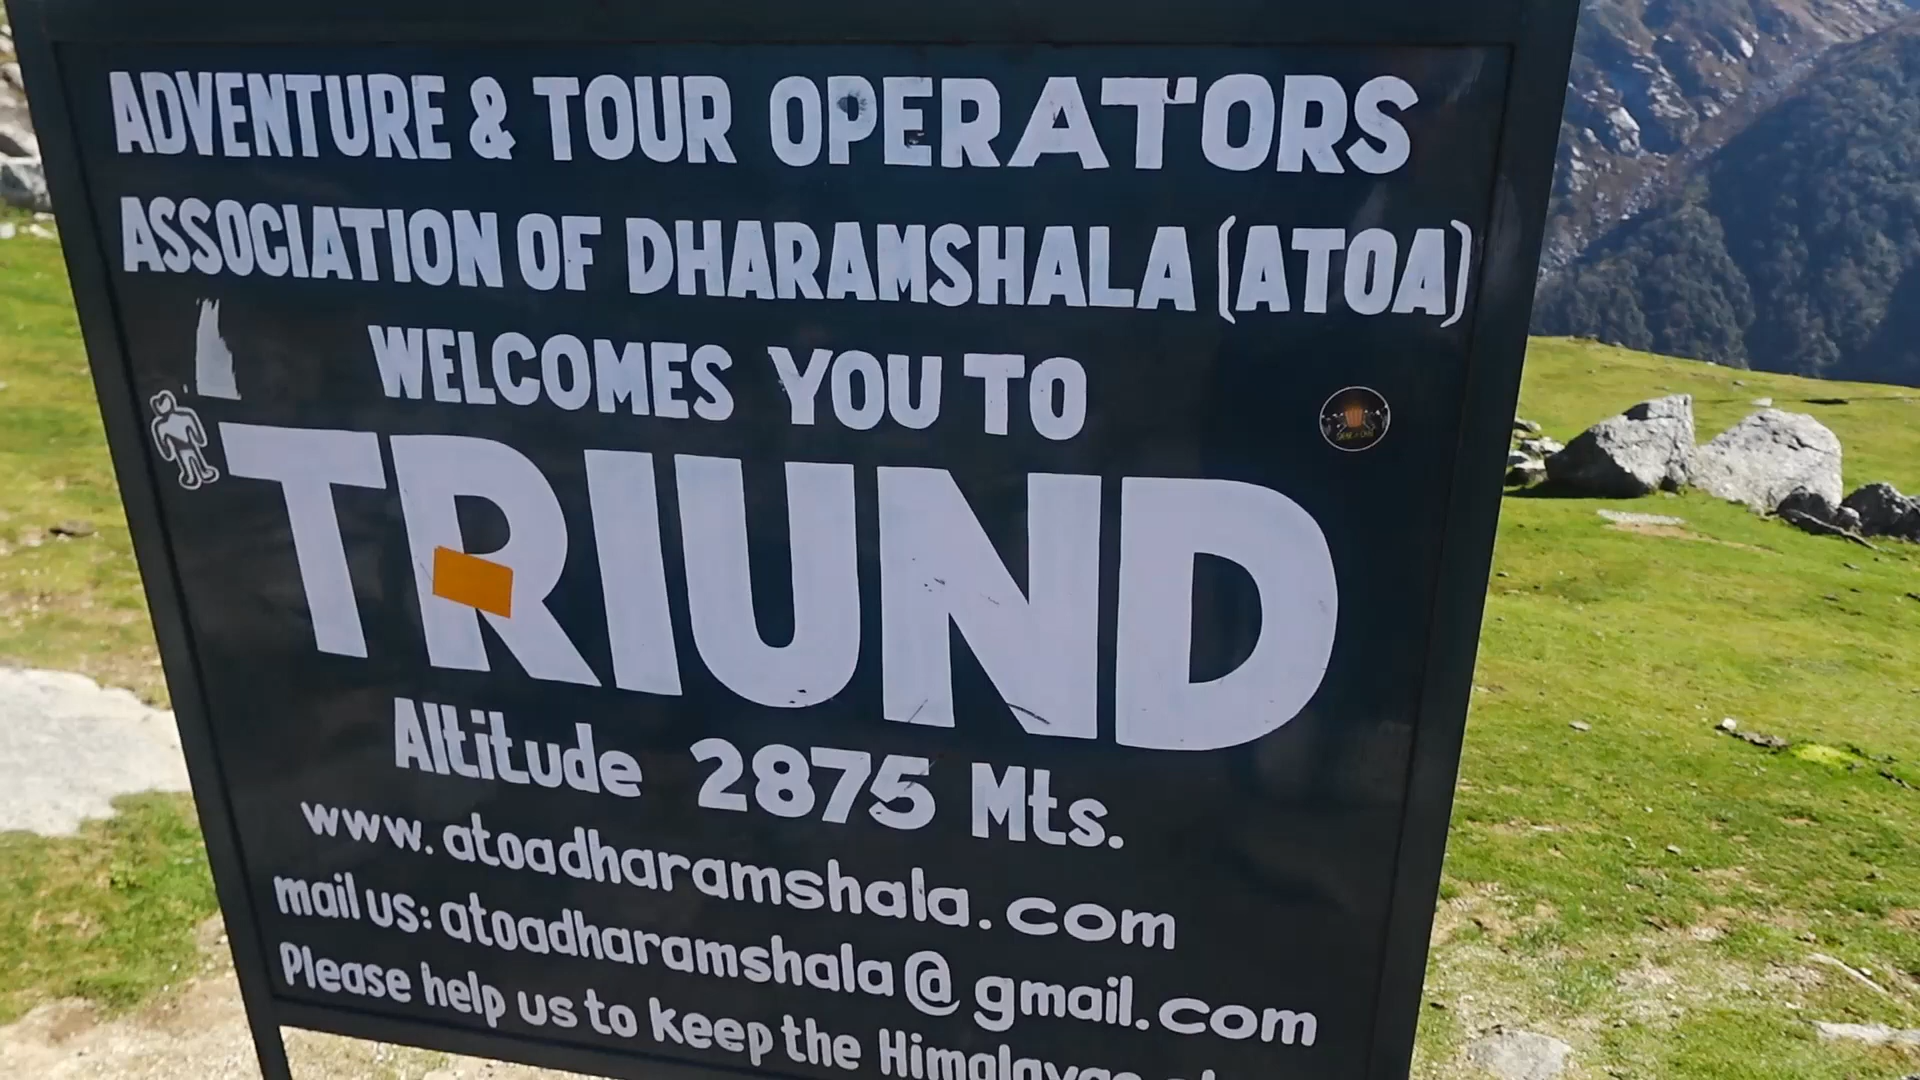 ADVENTURE & TOUR OPERATORS
ASSOCIATION OF DHARAMSHALA (ATOA)
WELCOMES YOU TO
TRIUND
Altitude 2875 Mts.
www.atoadharamshala.com
mail us: atoadharamshala@gmail.com
Please help us to keep the Himalayas